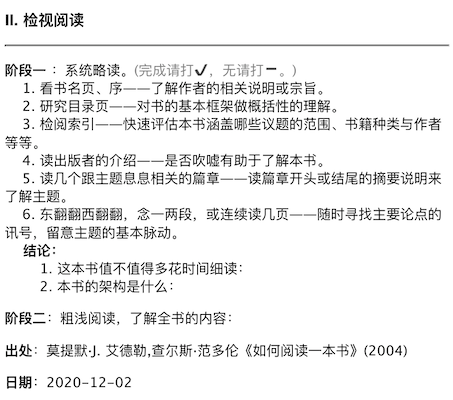 II. 检视阅读
阶段一 ：系统略读。(完成请打✔，无请打━。)
1. 看书名页、序——了解作者的相关说明或宗旨。
2. 研究目录页——对书的基本框架做概括性的理解。
3. 检阅索引——快速评估本书涵盖哪些议题的范围、书籍种类与作者
等等。
4. 读出版者的介绍——是否吹嘘有助于了解本书。
5. 读几个跟主题息息相关的篇章——读篇章开头或结尾的摘要说明来
了解主题。
6. 东翻翻西翻翻，念一两段，或连续读几页——随时寻找主要论点的
讯号，留意主题的基本脉动。
结论：
1. 这本书值不值得多花时间细读：
2. 本书的架构是什么：
阶段二：粗浅阅读，了解全书的内容：
出处：莫提默·J. 艾德勒,查尔斯·范多伦《如何阅读一本书》(2004)
日期：2020-12-02